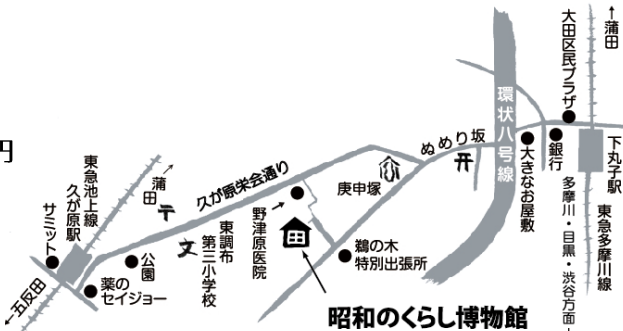 円
←蒲田
大田区民プラザ
下丸子駅
東急多摩川線
多摩川・目黒・渋谷方面→
銀行
大きなお屋敷
環状八号線
ぬめり坂
庚申塚
久が原栄会通り
野津原医院
鵜の木
特別出張所
東調布
第三小学校
文
〒
蒲田→
東急池上線
久が原駅
サミット
公園
薬の
セイジョー
←五反田
昭和のくらし博物館